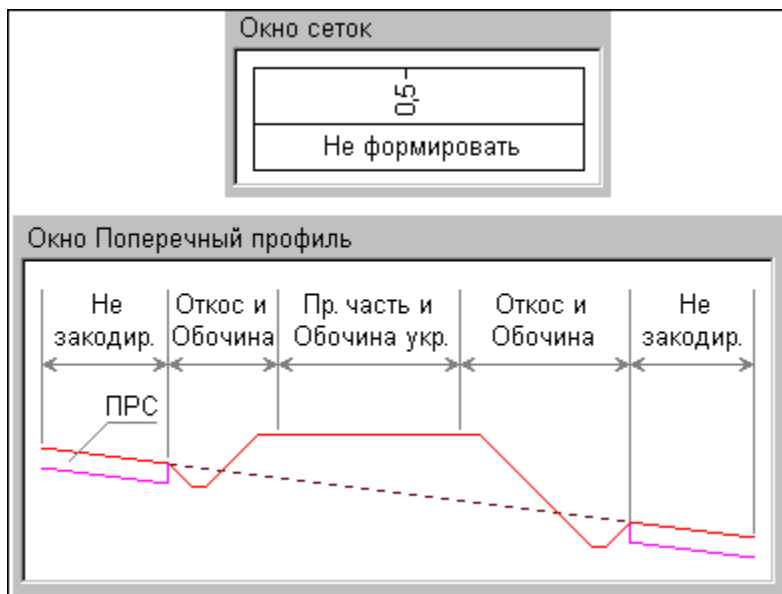 Окно сеток
0,5
Не формировать
Окно Поперечный профиль
Не
закодир.
Откос и
Обочина
Пр. часть и
Обочина укр.
Откос и
Обочина
Не
закодир.
ПРС